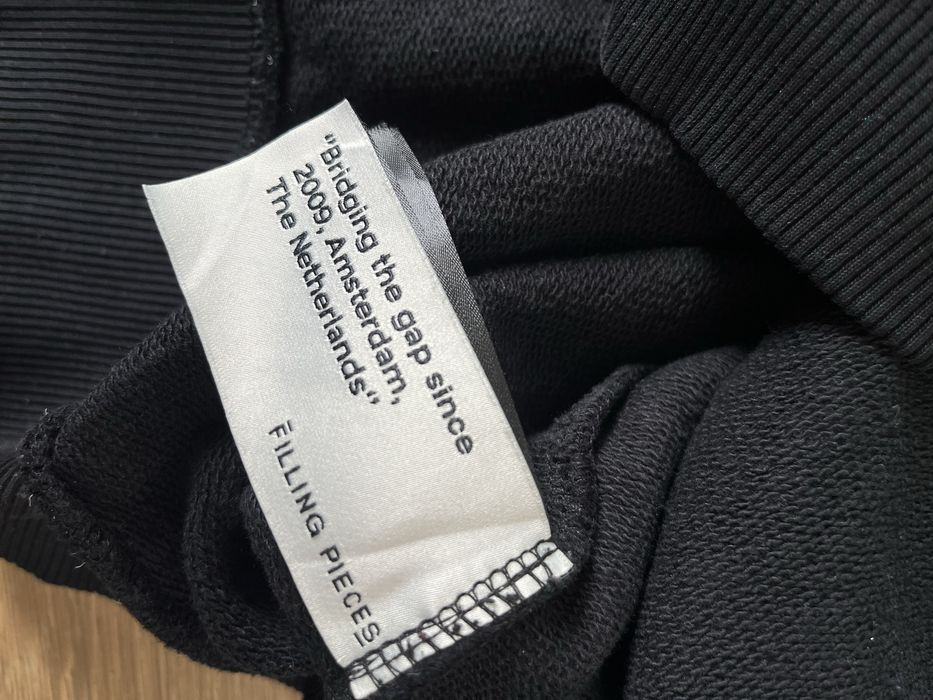 "Bridging the gap since
2009, Amsterdam,
The Netherlands"
FILLING PIECES